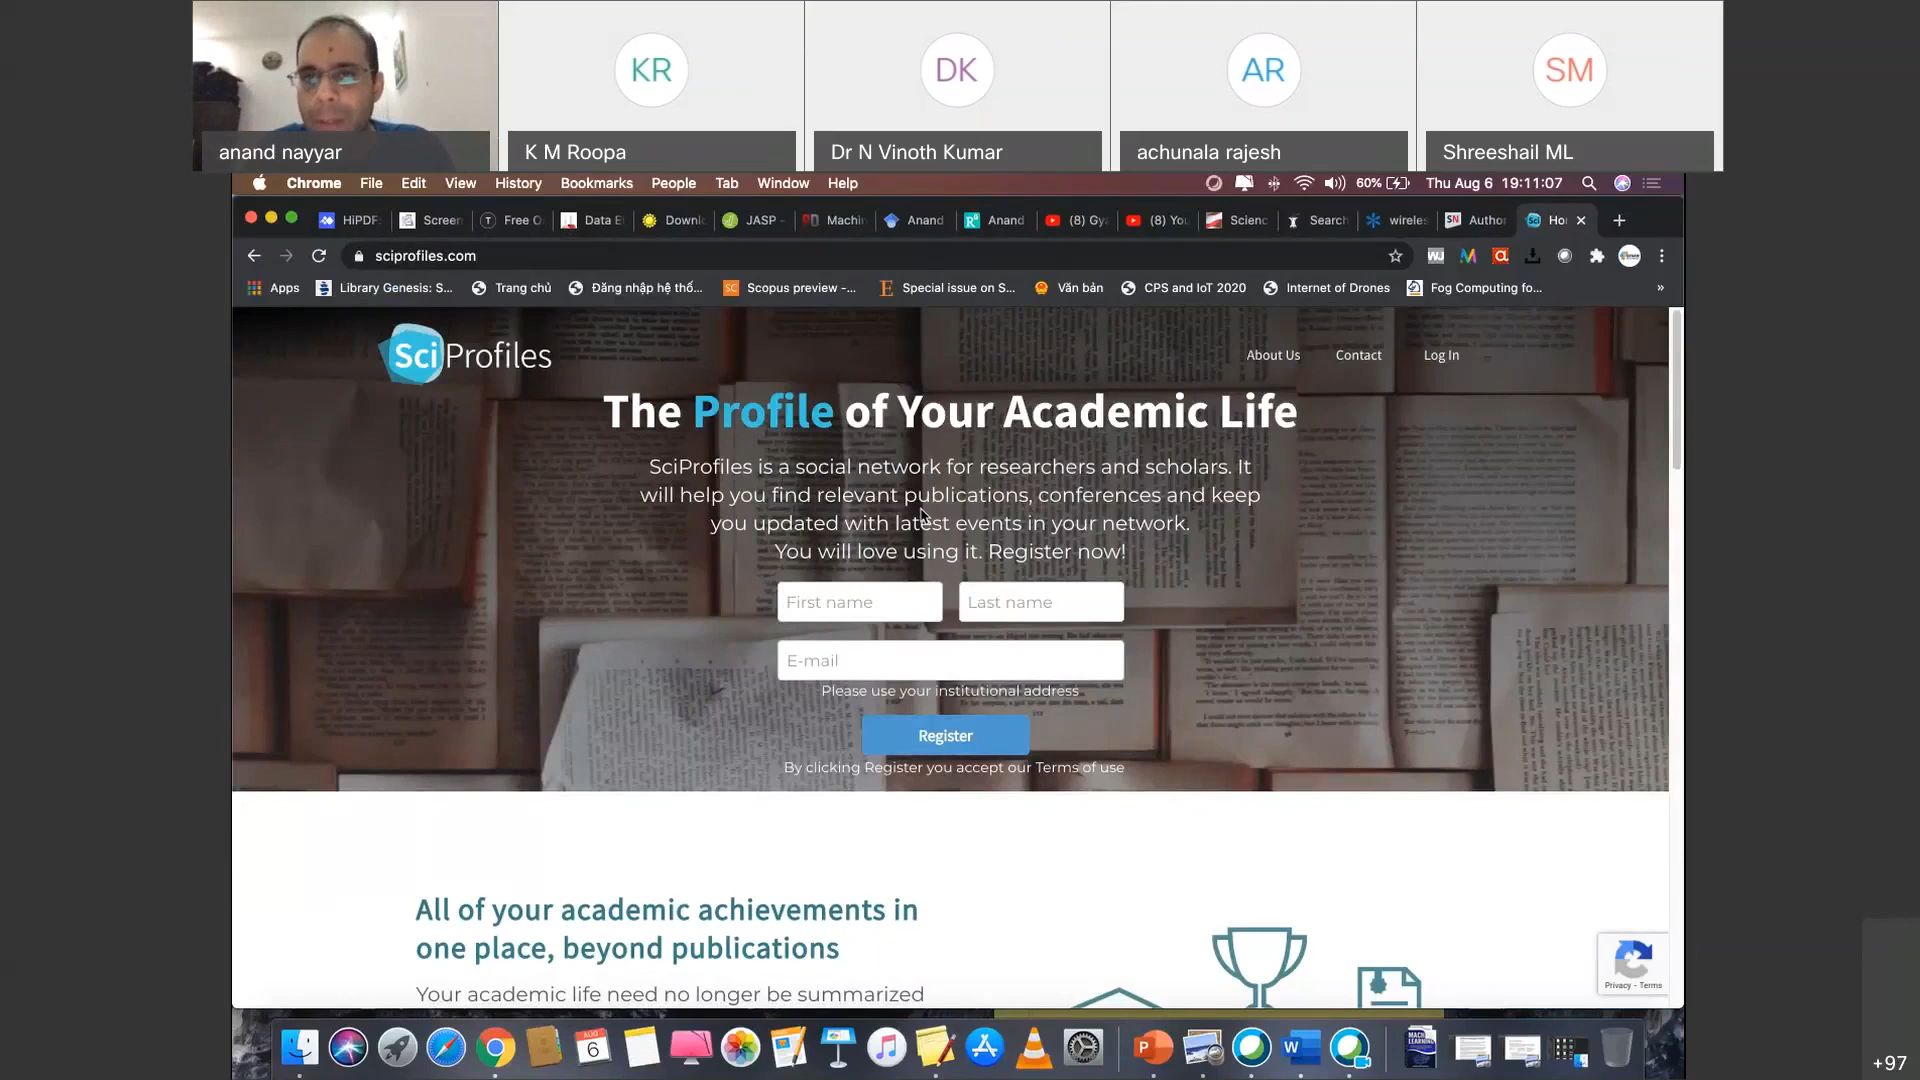 KR
DK
AR
SM
anand nayyar
K M Roopa
Dr N Vinoth Kumar
achunala rajesh
Shreeshail ML
Chrome File Edit View History Bookmarks People Tab Window Help
60% Thu Aug 6 19:11:07
HiPDF Screen Free O Data E Downl JASP - Machin Anand Anand (8) Gy (8) You Scienc Search wireles Author Ho
sciprofiles.com
Apps Library Genesis: S... Trang chủ Đăng nhập hệ thố... Scopus preview -... Special issue on S... Văn bản CPS and IoT 2020 Internet of Drones Fog Computing fo... »
SciProfiles
About Us Contact Log In
The Profile of Your Academic Life
SciProfiles is a social network for researchers and scholars. It
will help you find relevant publications, conferences and keep
you updated with latest events in your network.
You will love using it. Register now!
First name Last name
E-mail
Please use your institutional address
Register
By clicking Register you accept our Terms of use
All of your academic achievements in
one place, beyond publications
Your academic life need no longer be summarized
Privacy - Terms
AUG
6
+97